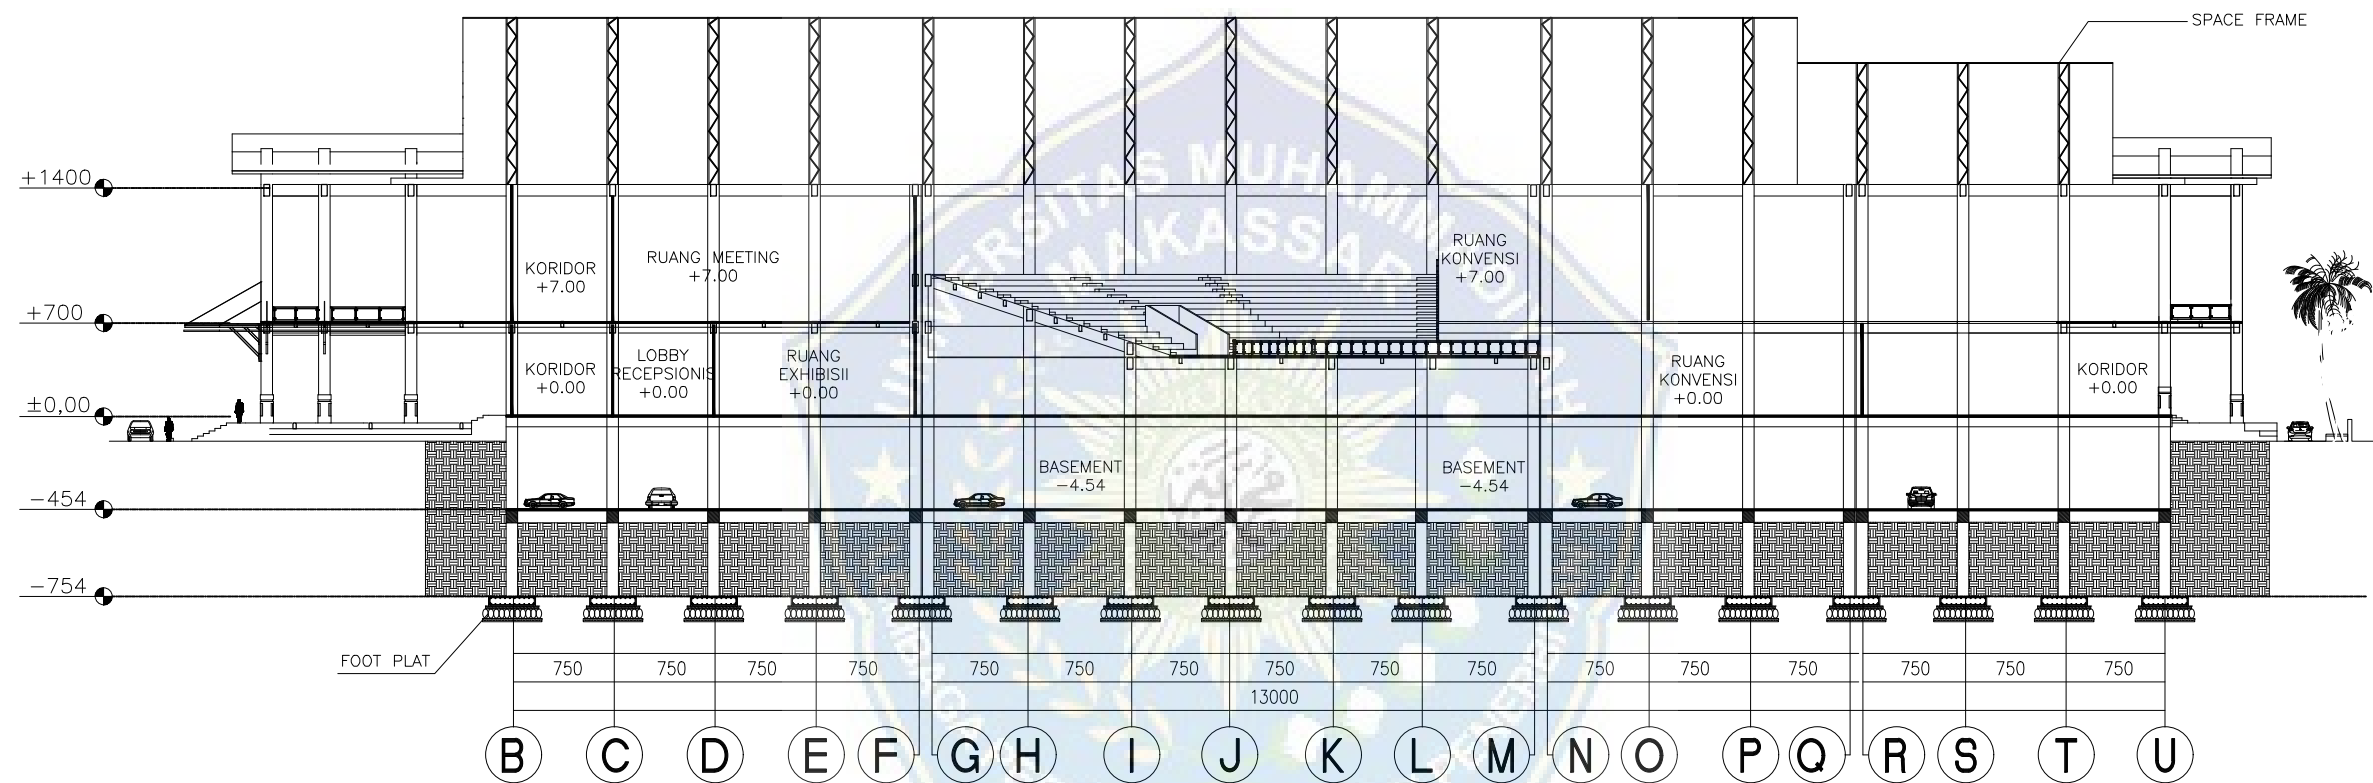 SPACE FRAME
UNIVERSITAS MUHAMMADIYAH
MAKASSAR
+1400
+700
±0,00
−454
−754
KORIDOR
+7.00
RUANG MEETING
+7.00
RUANG
KONVENSI
+7.00
KORIDOR
+0.00
LOBBY
RECEPSIONIS
+0.00
RUANG
EXHIBISII
+0.00
RUANG
KONVENSI
+0.00
KORIDOR
+0.00
BASEMENT
−4.54
BASEMENT
−4.54
FOOT PLAT
750 750 750 750 750 750 750 750 750 750 750 750 750 750 750 750
13000
B C D E F G H I J K L M N O P Q R S T U